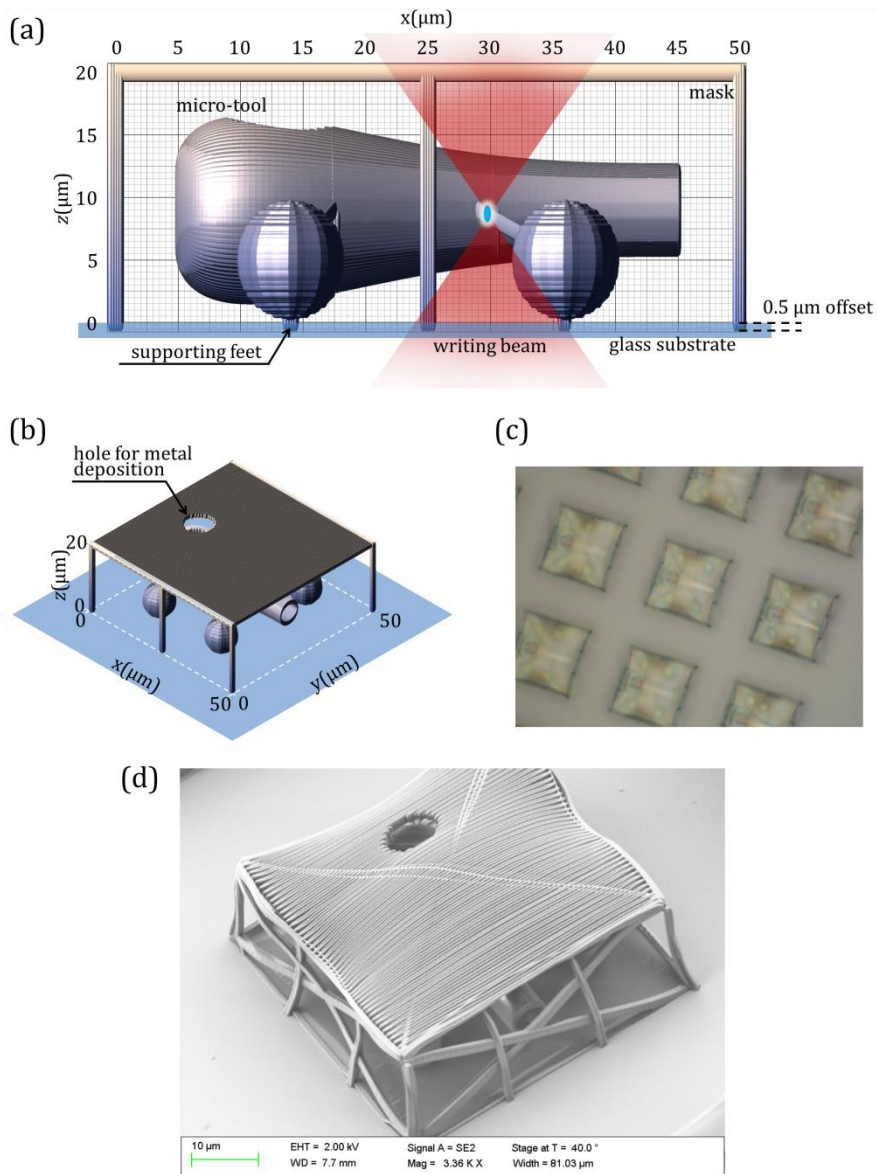 (a)
x(μm)
0 5 10 15 20 25 30 35 40 45 50
20
15
10
5
0
z(μm)
micro-tool
mask
0.5 μm offset
supporting feet
writing beam
glass substrate
(b)
hole for metal
deposition
20
z(μm)
0
0
x(μm)
50
0
y(μm)
50
(c)
(d)
10 μm
EHT = 2.00 kV
Signal A = SE2
Stage at T = 40.0 °
WD = 7.7 mm
Mag = 3.36 K X
Width = 81.03 μm